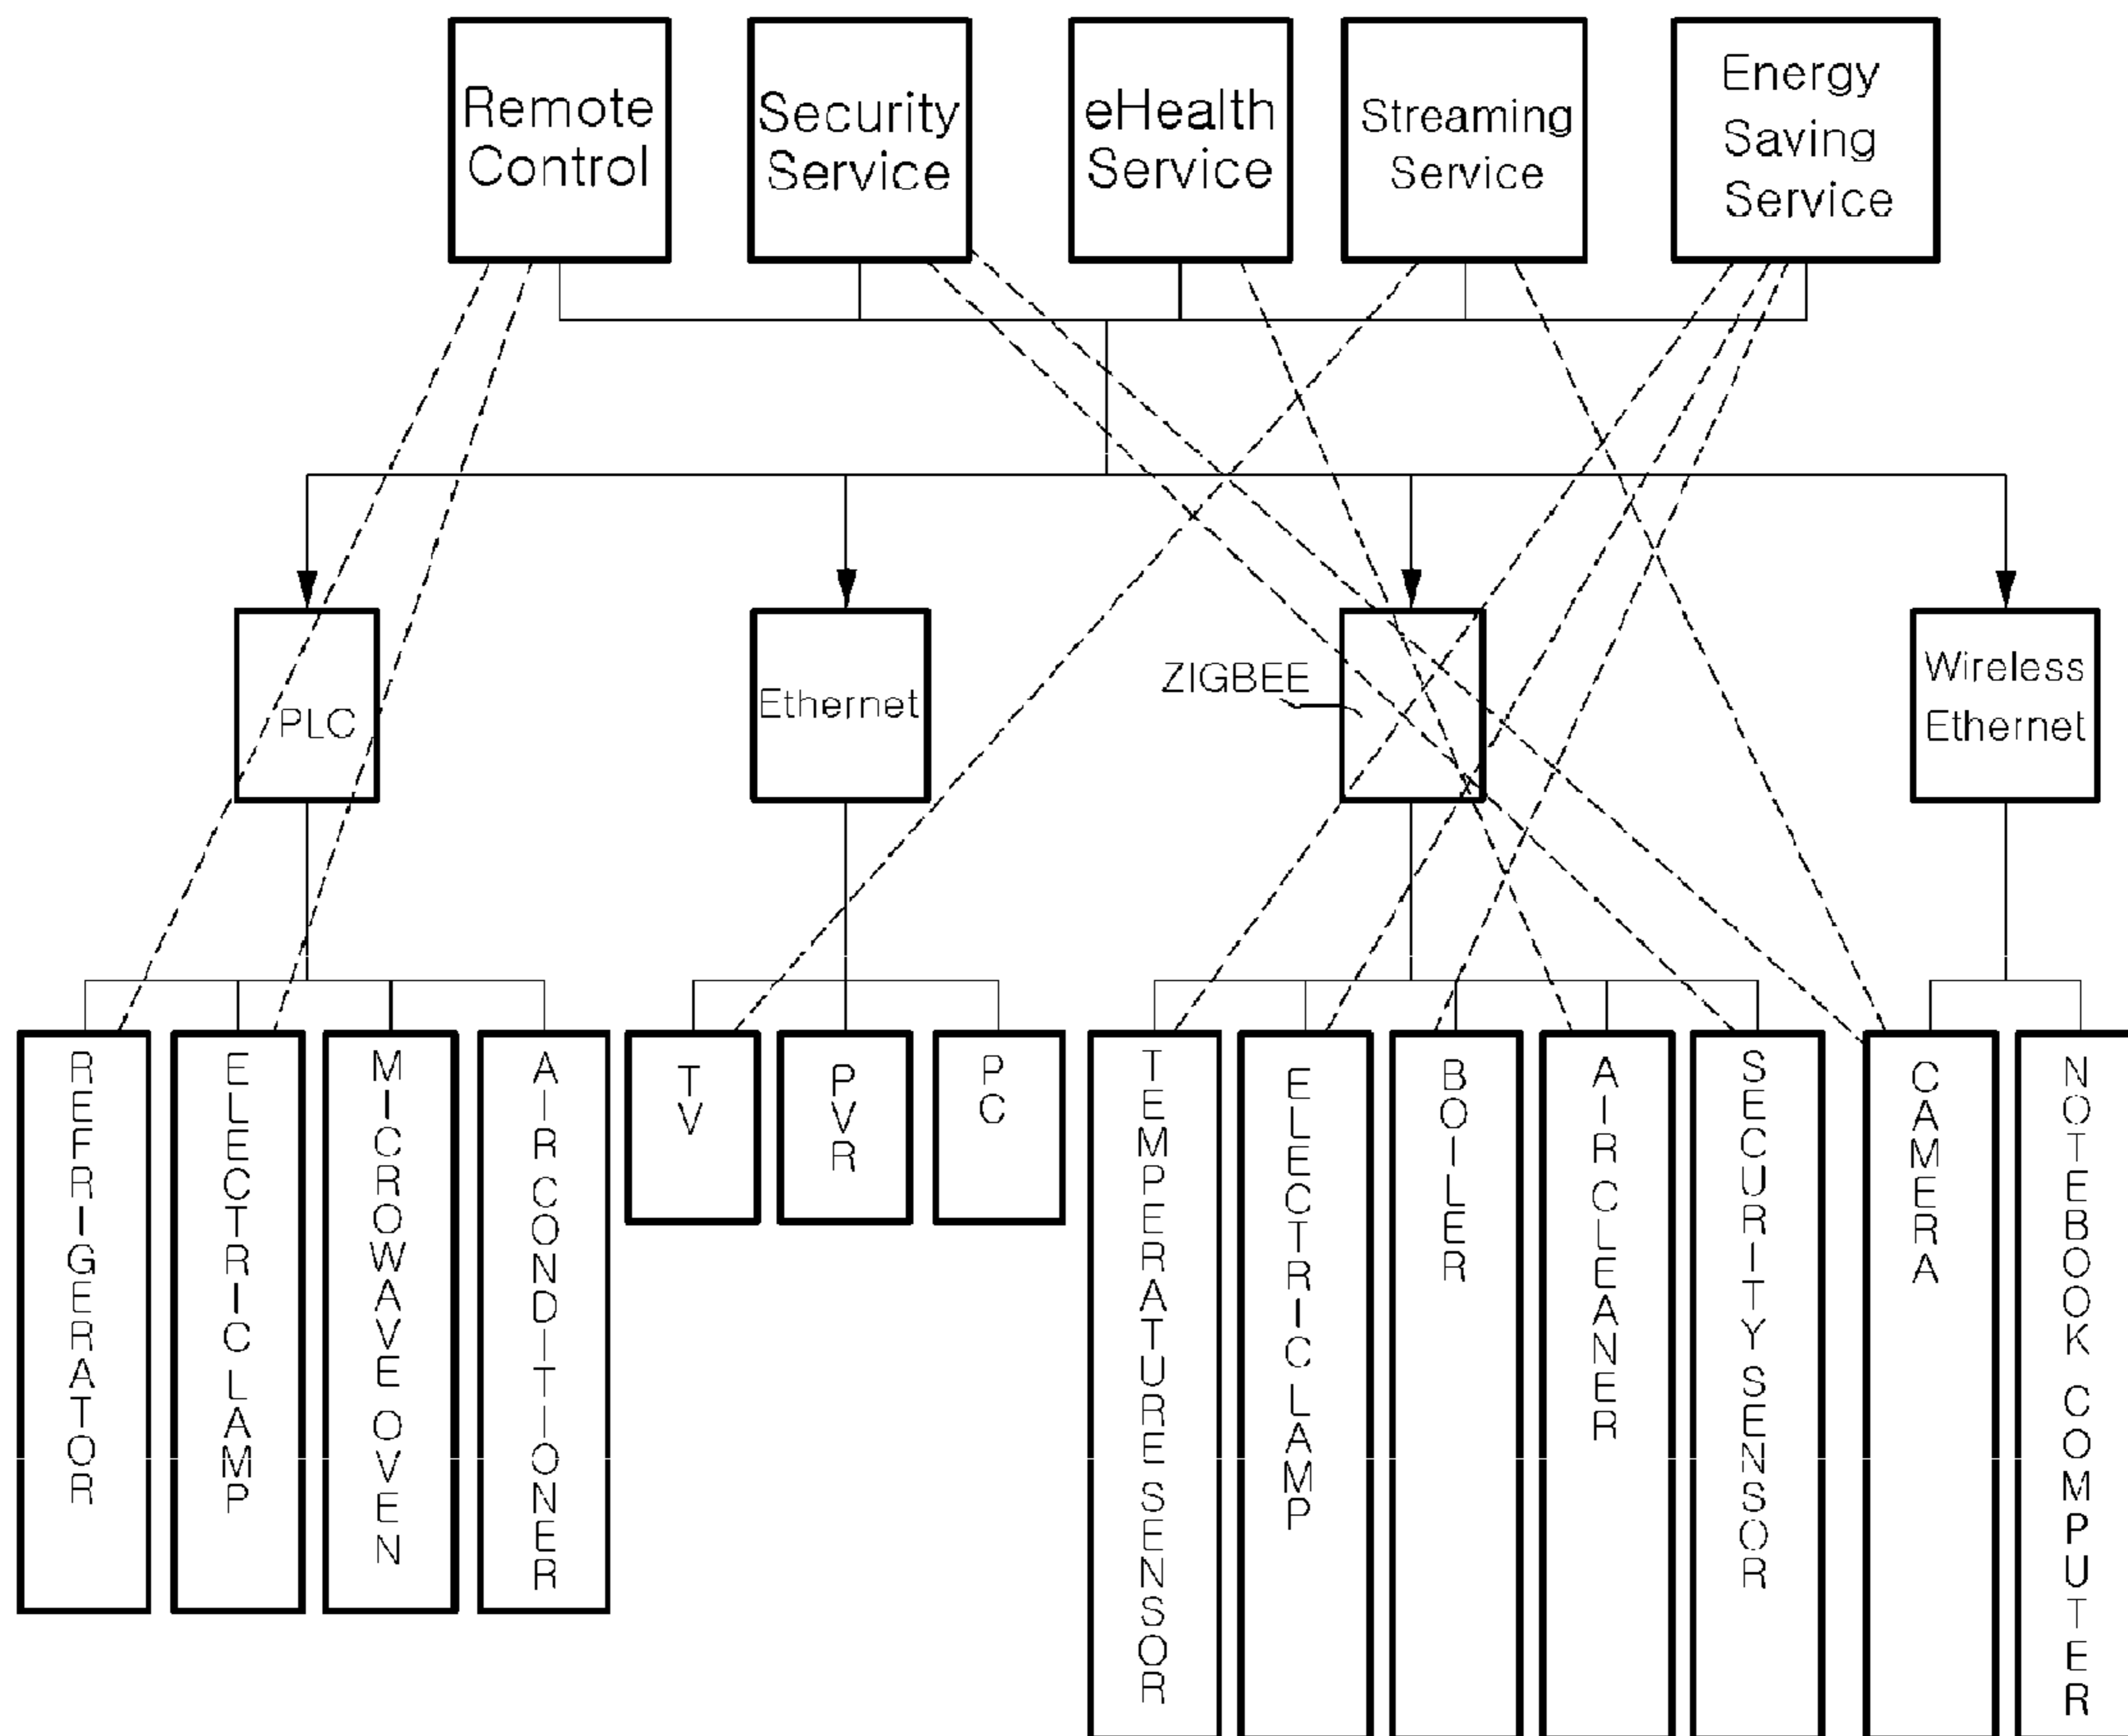 Remote
Control
Security
Service
eHealth
Service
Streaming
Service
Energy
Saving
Service
PLC
Ethernet
ZIGBEE
Wireless
Ethernet
REFRIGERATOR
ELECTRIC LAMP
MICROWAVE OVEN
AIR CONDITIONER
TV
PVR
PC
TEMPERATURE SENSOR
ELECTRIC LAMP
BOILER
AIR CLEANER
SECURITY SENSOR
CAMERA
NOTEBOOK COMPUTER